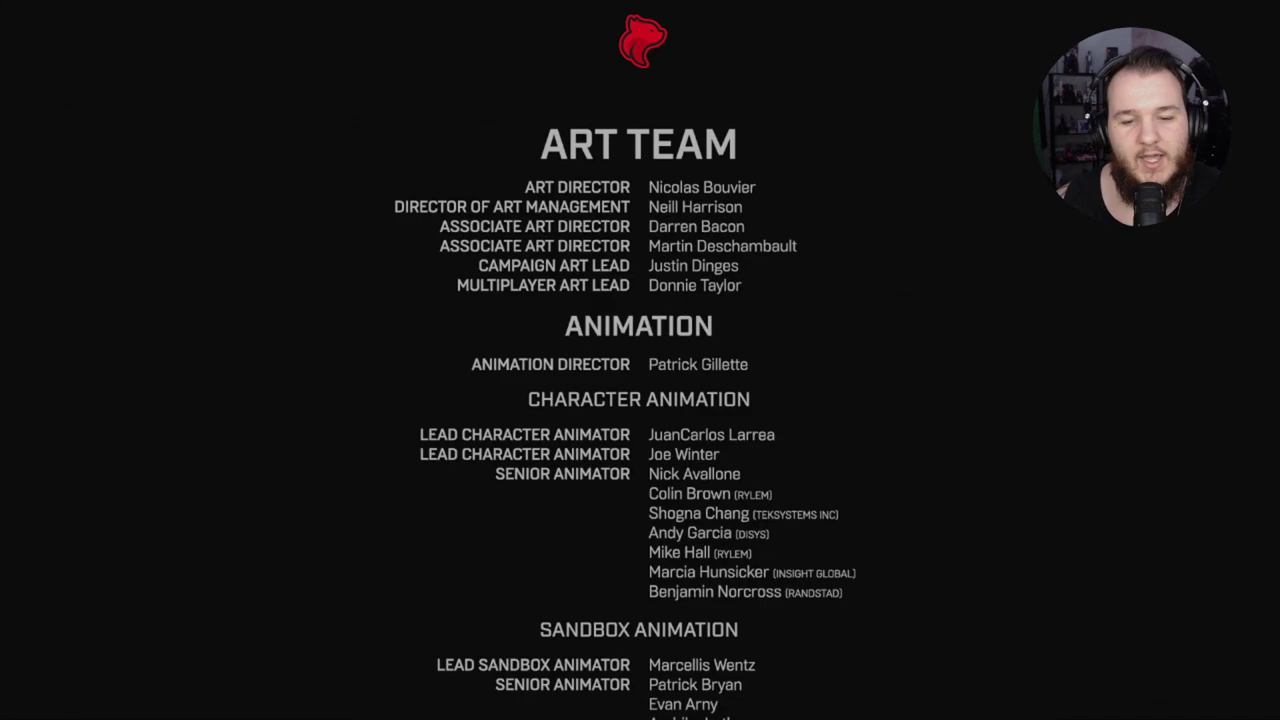 ART TEAM
ART DIRECTOR Nicolas Bouvier
DIRECTOR OF ART MANAGEMENT Neill Harrison
ASSOCIATE ART DIRECTOR Darren Bacon
ASSOCIATE ART DIRECTOR Martin Deschambault
CAMPAIGN ART LEAD Justin Dinges
MULTIPLAYER ART LEAD Donnie Taylor
ANIMATION
ANIMATION DIRECTOR Patrick Gillette
CHARACTER ANIMATION
LEAD CHARACTER ANIMATOR JuanCarlos Larrea
LEAD CHARACTER ANIMATOR Joe Winter
SENIOR ANIMATOR Nick Avallone
Colin Brown (RYLEM)
Shogna Chang (TEKSYSTEMS INC)
Andy Garcia (DISYS)
Mike Hall (RYLEM)
Marcia Hunsicker (INSIGHT GLOBAL)
Benjamin Norcross (RANDSTAD)
SANDBOX ANIMATION
LEAD SANDBOX ANIMATOR Marcellis Wentz
SENIOR ANIMATOR Patrick Bryan
Evan Arny